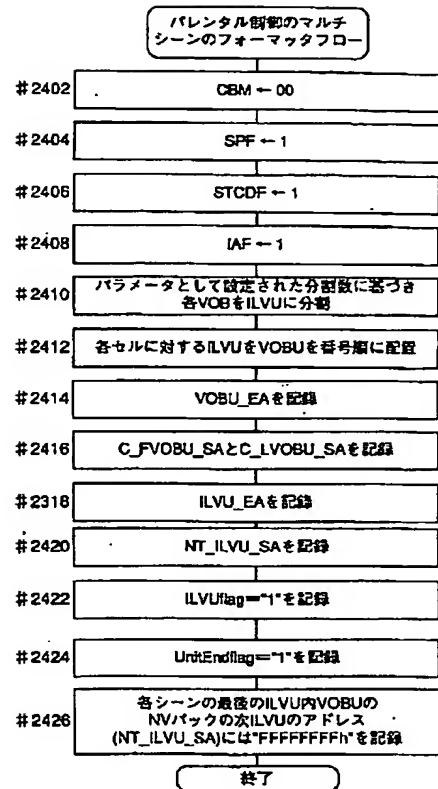 パレンタル制御のマルチ
シーンのフォーマッタフロー
#2402
CBM ← 00
#2404
SPF ← 1
#2406
STCDF ← 1
#2408
IAF ← 1
#2410
パラメータとして設定された分割数に基づき
各VOBをILVUに分割
#2412
各セルに対するILVUをVOBUを番号順に配置
#2414
VOBU_EAを記録
#2416
C_FVOBU_SAとC_LVOBU_SAを記録
#2318
ILVU_EAを記録
#2420
NT_ILVU_SAを記録
#2422
ILVUflag="1"を記録
#2424
UnitEndflag="1"を記録
#2426
各シーンの最後のILVU内VOBUの
NVパックの次ILVUのアドレス
(NT_ILVU_SA)には"FFFFFFFFh"を記録
終了